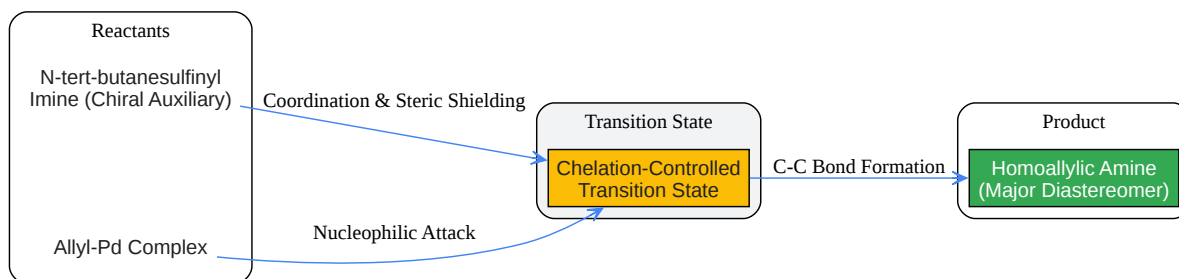 Reactants
N-tert-butanesulfinyl
Imine (Chiral Auxiliary)
Coordination & Steric Shielding
Allyl-Pd Complex
Nucleophilic Attack
Transition State
Chelation-Controlled
Transition State
C-C Bond Formation
Product
Homoallylic Amine
(Major Diastereomer)